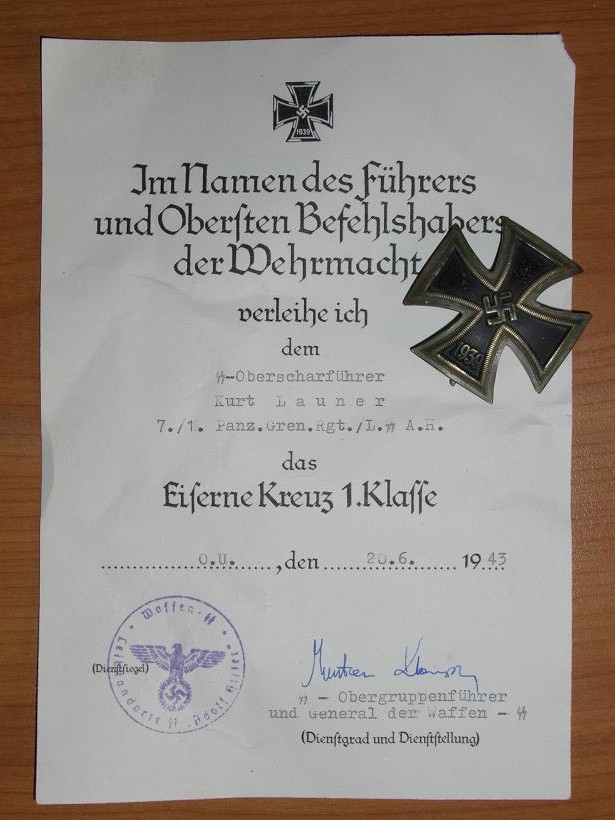 1939
Im Namen des Führers
und Oberſten Befehlshabers
der Wehrmacht
verleihe ich
dem
ϟϟ-Oberscharführer
Kurt Launer
7./1. Panz.Gren.Rgt./L.ϟϟ A.H.
das
Eiſerne Kreuz 1. Klaſſe
O.U. , den 20.6. 1943
1939
Waffen-ϟϟ
(Dienſtſiegel)
ϟϟ - Obergruppenführer
und General der Waffen - ϟϟ
(Dienſtgrad und Dienſtſtellung)